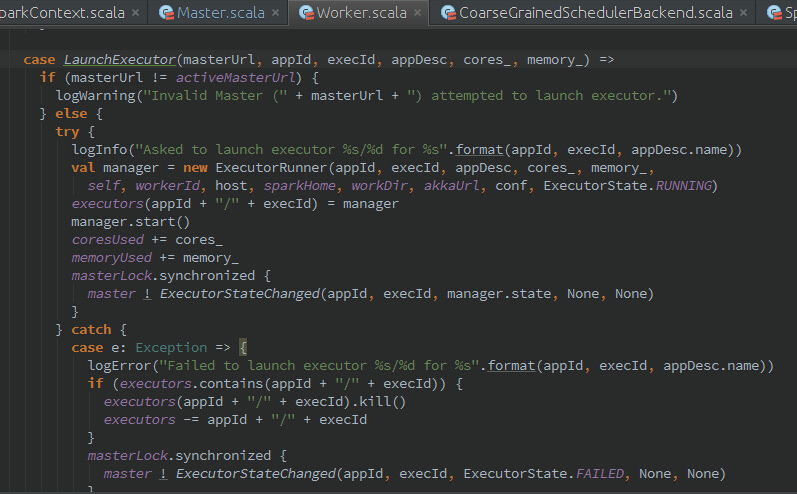 parkContext.scala × Master.scala × Worker.scala × CoarseGrainedSchedulerBackend.scala × Sp
case LaunchExecutor(masterUrl, appId, execId, appDesc, cores_, memory_) =>
  if (masterUrl != activeMasterUrl) {
    logWarning("Invalid Master (" + masterUrl + ") attempted to launch executor.")
  } else {
    try {
      logInfo("Asked to launch executor %s/%d for %s".format(appId, execId, appDesc.name))
      val manager = new ExecutorRunner(appId, execId, appDesc, cores_, memory_,
        self, workerId, host, sparkHome, workDir, akkaUrl, conf, ExecutorState.RUNNING)
      executors(appId + "/" + execId) = manager
      manager.start()
      coresUsed += cores_
      memoryUsed += memory_
      masterLock.synchronized {
        master ! ExecutorStateChanged(appId, execId, manager.state, None, None)
      }
    } catch {
      case e: Exception => {
        logError("Failed to launch executor %s/%d for %s".format(appId, execId, appDesc.name))
        if (executors.contains(appId + "/" + execId)) {
          executors(appId + "/" + execId).kill()
          executors -= appId + "/" + execId
        }
        masterLock.synchronized {
          master ! ExecutorStateChanged(appId, execId, ExecutorState.FAILED, None, None)
        }